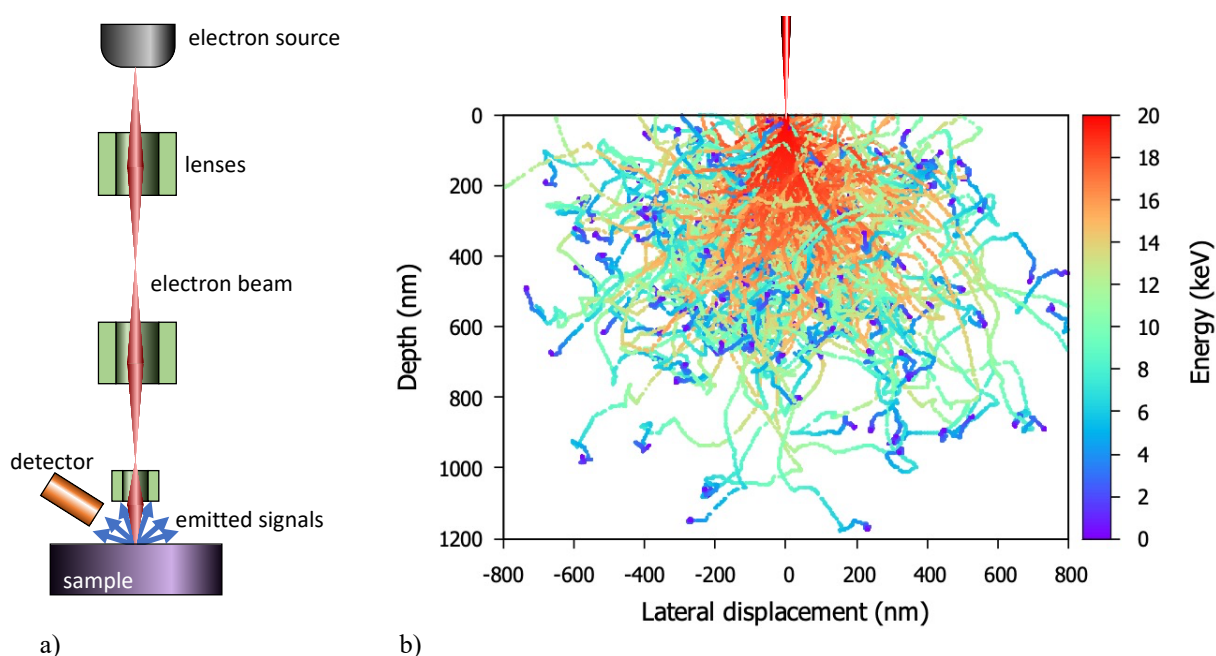 electron source
lenses
electron beam
detector
emitted signals
sample
a)
0
200
400
600
800
1000
1200
Depth (nm)
-800 -600 -400 -200 0 200 400 600 800
Lateral displacement (nm)
20
18
16
14
12
10
8
6
4
2
0
Energy (keV)
b)